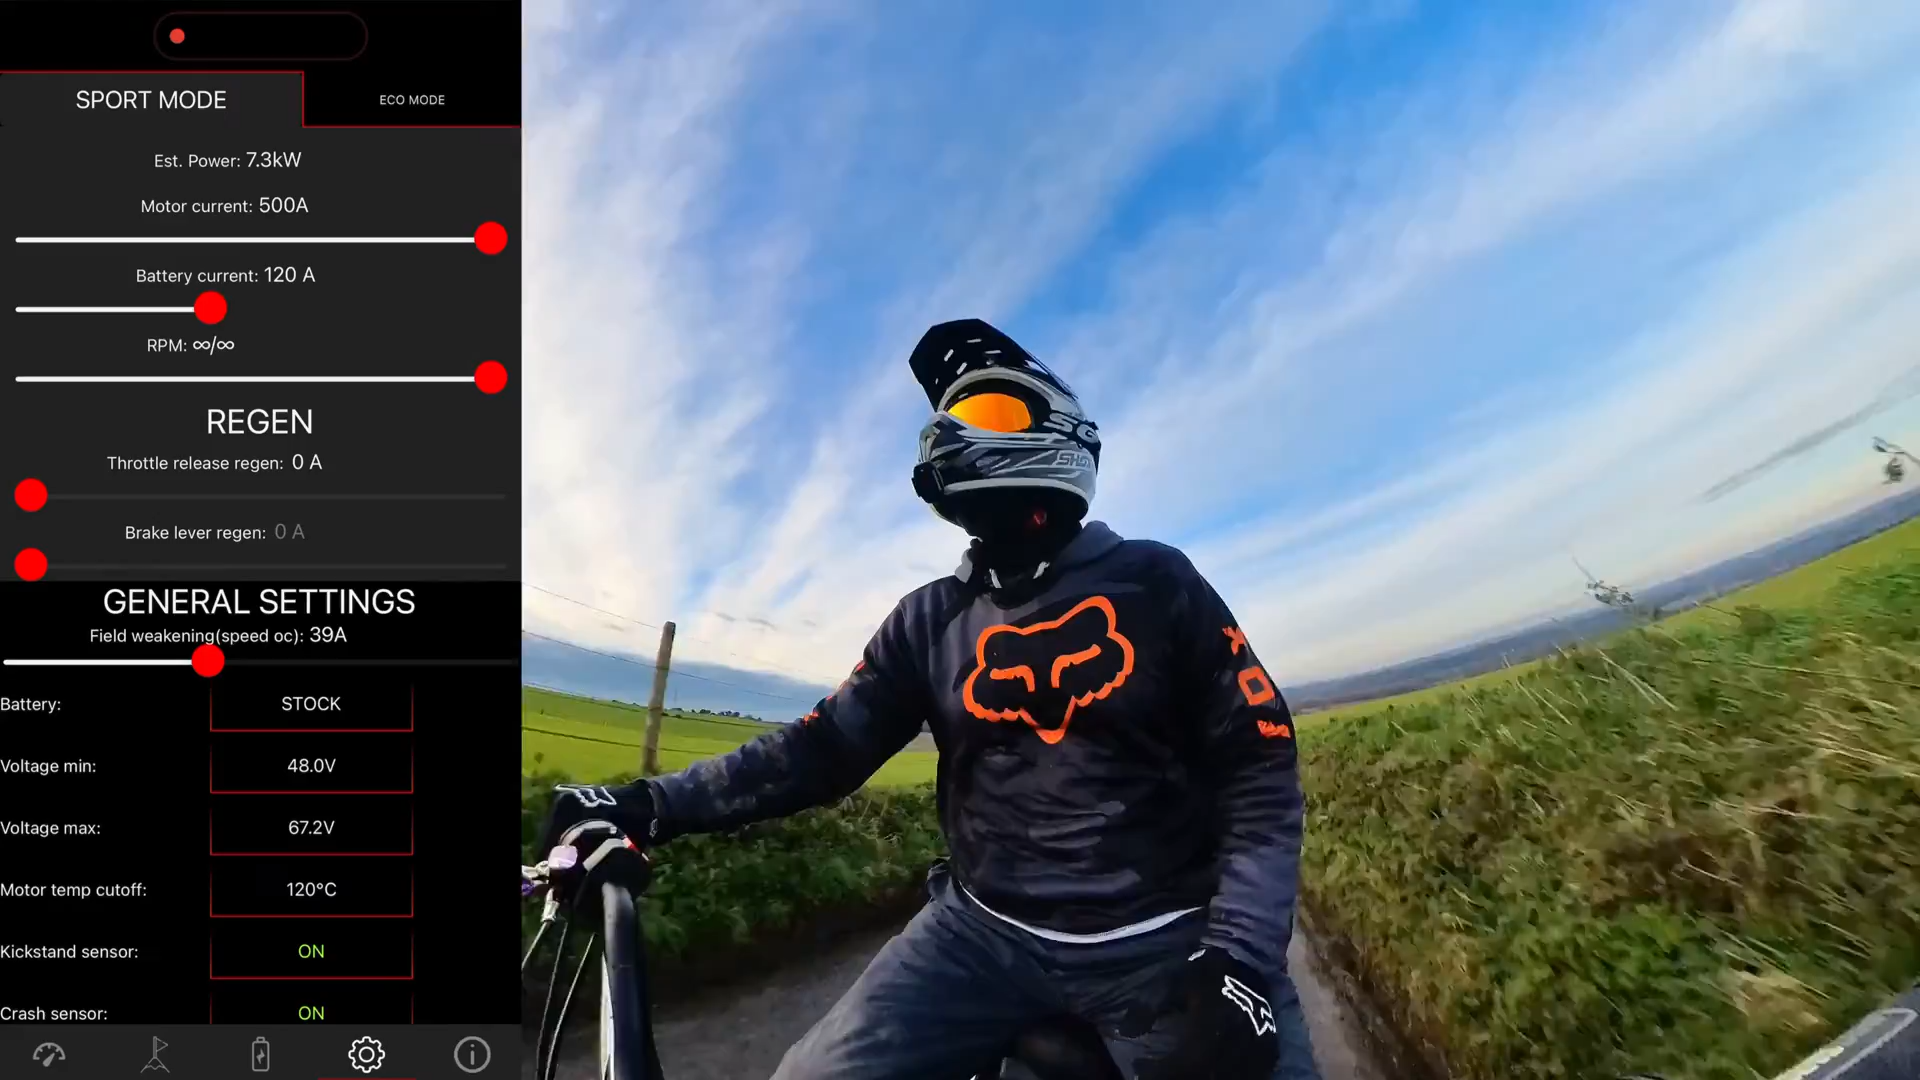 SPORT MODE
ECO MODE
Est. Power: 7.3kW
Motor current: 500A
Battery current: 120 A
RPM: ∞/∞
REGEN
Throttle release regen: 0 A
Brake lever regen: 0 A
GENERAL SETTINGS
Field weakening(speed oc): 39A
Battery: STOCK
Voltage min: 48.0V
Voltage max: 67.2V
Motor temp cutoff: 120°C
Kickstand sensor: ON
Crash sensor: ON
SHOT
FOX